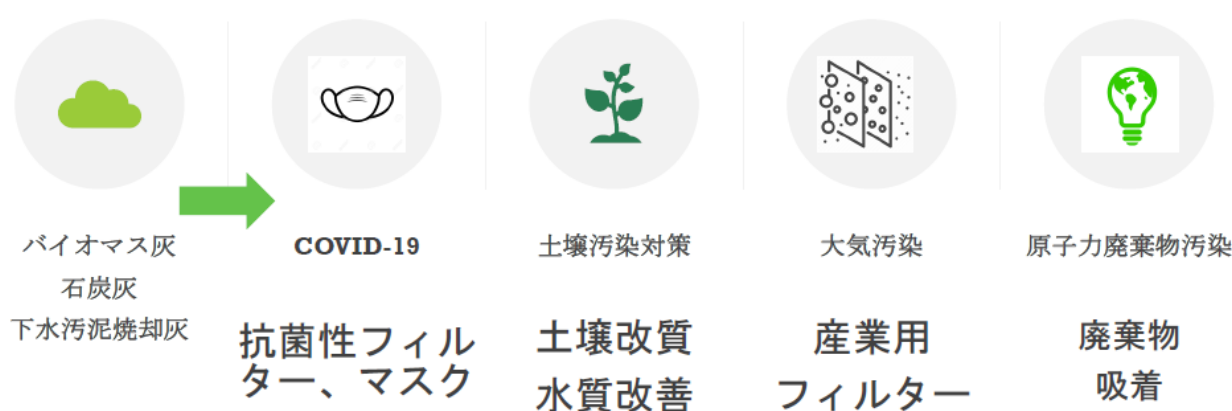 バイオマス灰
石炭灰
下水汚泥焼却灰
COVID-19
抗菌性フィル
ター、マスク
土壌汚染対策
土壌改質
水質改善
大気汚染
産業用
フィルター
原子力廃棄物汚染
廃棄物
吸着